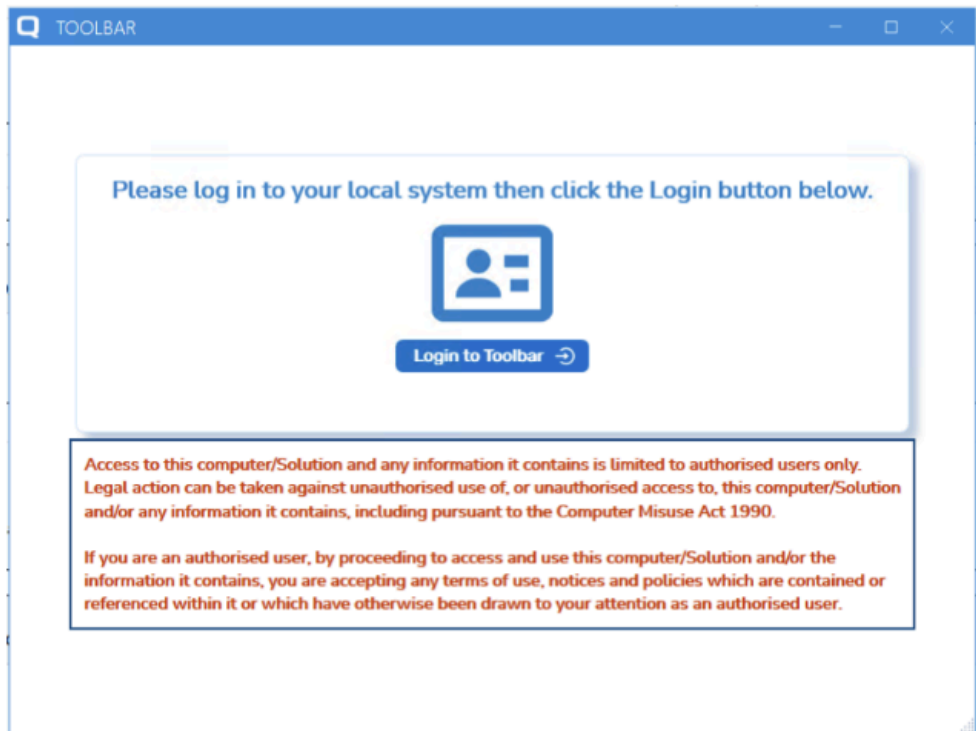 TOOLBAR
Please log in to your local system then click the Login button below.
Login to Toolbar
Access to this computer/Solution and any information it contains is limited to authorised users only.
Legal action can be taken against unauthorised use of, or unauthorised access to, this computer/Solution
and/or any information it contains, including pursuant to the Computer Misuse Act 1990.
If you are an authorised user, by proceeding to access and use this computer/Solution and/or the
information it contains, you are accepting any terms of use, notices and policies which are contained or
referenced within it or which have otherwise been drawn to your attention as an authorised user.